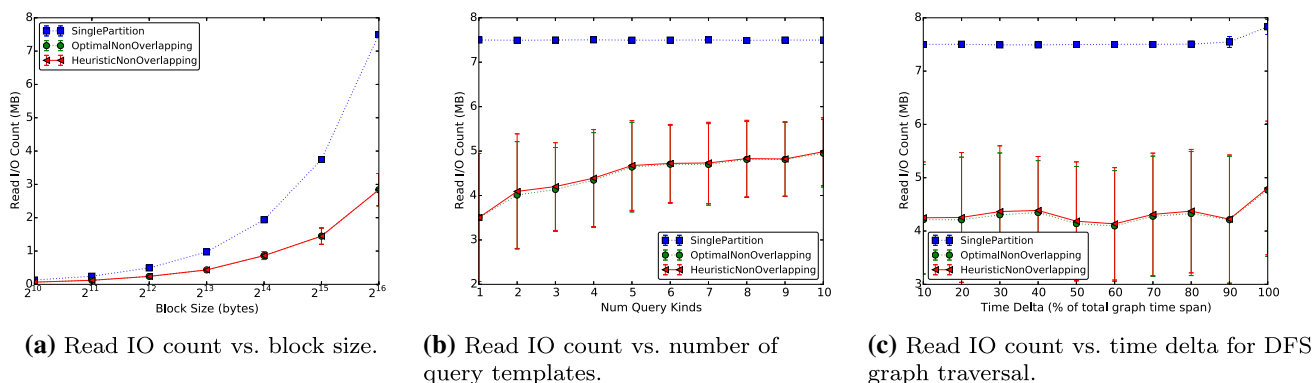 8
7
6
5
4
3
2
1
0
Read I/O Count (MB)
SinglePartition
OptimalNonOverlapping
HeuristicNonOverlapping
2^10 2^11 2^12 2^13 2^14 2^15 2^16
Block Size (bytes)
(a) Read IO count vs. block size.
8
7
6
5
4
3
2
Read I/O Count (MB)
SinglePartition
OptimalNonOverlapping
HeuristicNonOverlapping
1 2 3 4 5 6 7 8 9 10
Num Query Kinds
(b) Read IO count vs. number of
query templates.
8
7
6
5
4
3
Read I/O Count (MB)
SinglePartition
OptimalNonOverlapping
HeuristicNonOverlapping
10 20 30 40 50 60 70 80 90 100
Time Delta (% of total graph time span)
(c) Read IO count vs. time delta for DFS
graph traversal.